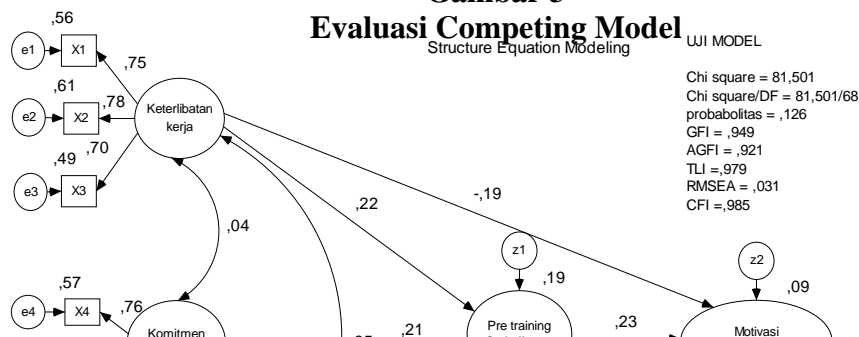 Evaluasi Competing Model
Structure Equation Modeling
UJI MODEL
Chi square = 81,501
Chi square/DF = 81,501/68
probabolitas = ,126
GFI = ,949
AGFI = ,921
TLI = ,979
RMSEA = ,031
CFI = ,985
,56
e1
X1
,75
,61
e2
X2
,78
Keterlibatan
kerja
,49
,70
e3
X3
,22
-,19
,04
z1
,19
z2
,09
,57
e4
X4
,76
Komitmen
,21
Pre training
,23
Motivasi